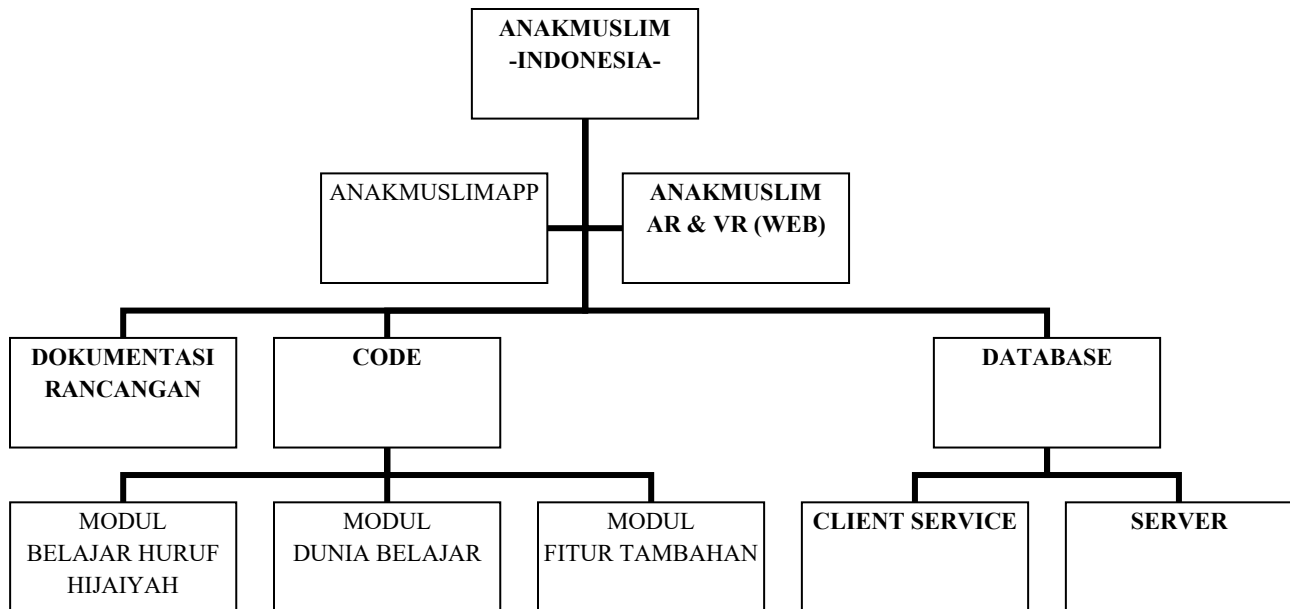 ANAKMUSLIM
-INDONESIA-
ANAKMUSLIMAPP
ANAKMUSLIM
AR & VR (WEB)
DOKUMENTASI
RANCANGAN
CODE
DATABASE
MODUL
BELAJAR HURUF
HIJAIYAH
MODUL
DUNIA BELAJAR
MODUL
FITUR TAMBAHAN
CLIENT SERVICE
SERVER